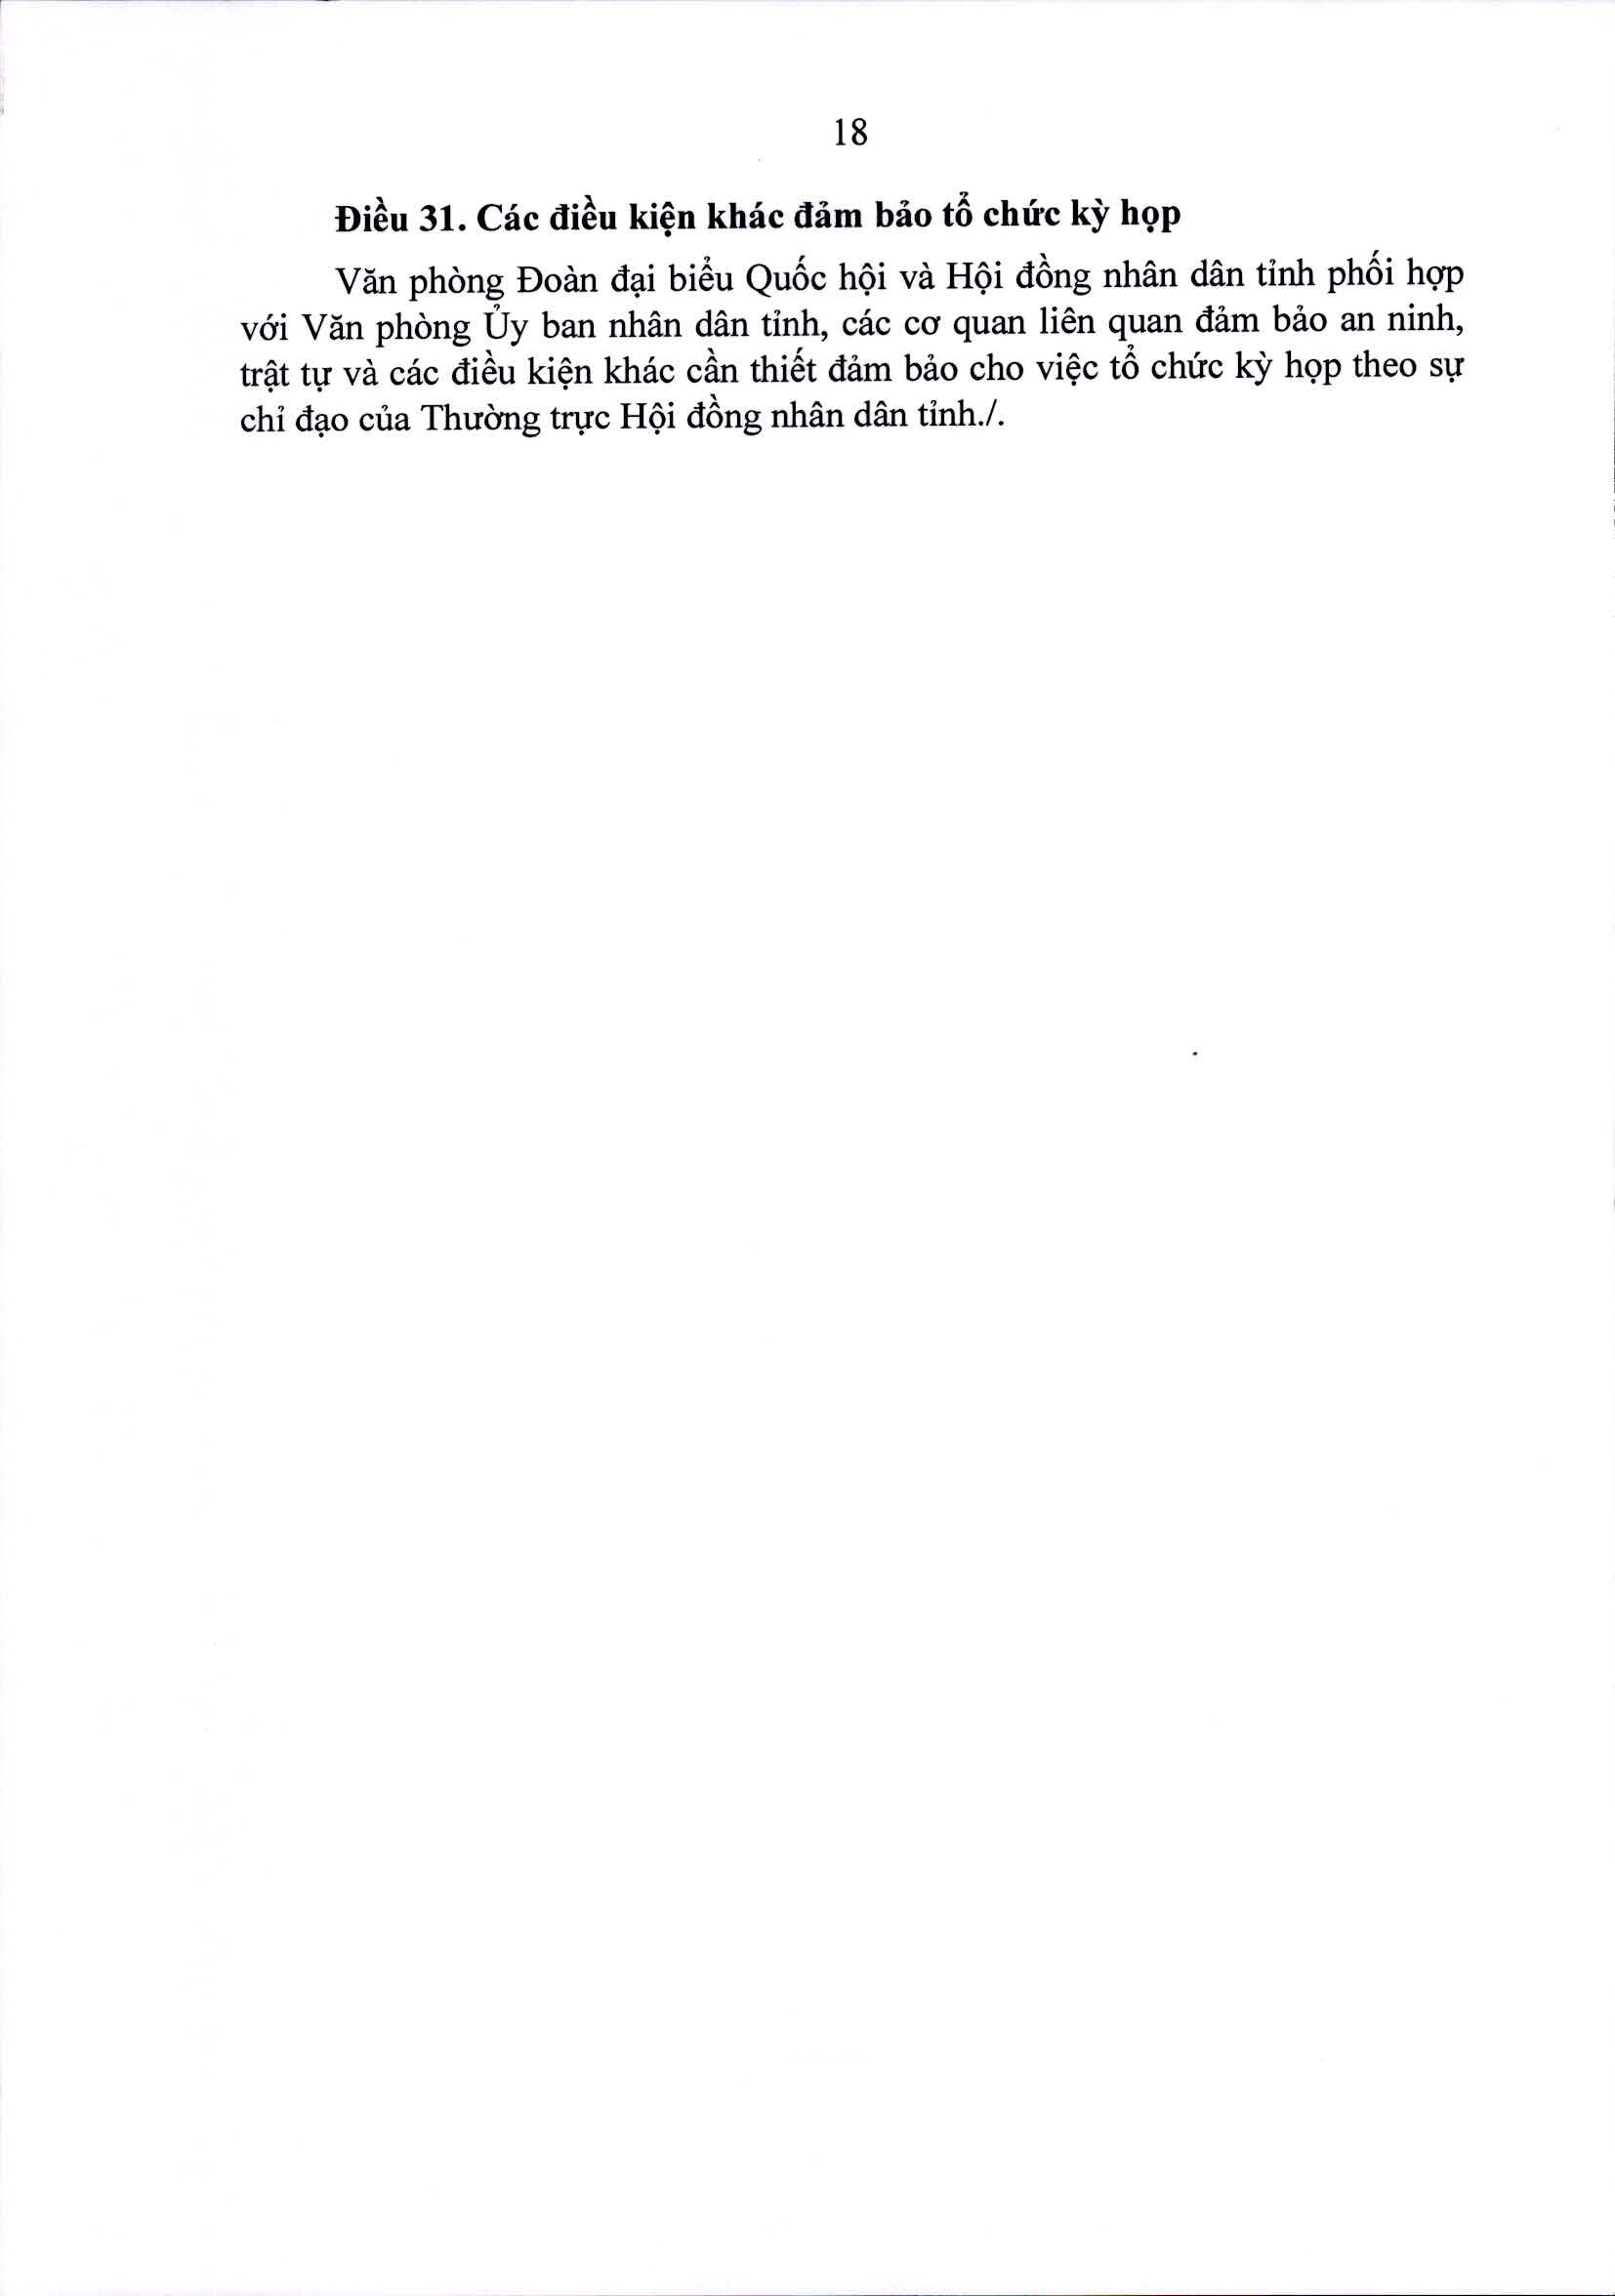 18
Điều 31. Các điều kiện khác đảm bảo tổ chức kỳ họp
Văn phòng Đoàn đại biểu Quốc hội và Hội đồng nhân dân tỉnh phối hợp
với Văn phòng Ủy ban nhân dân tỉnh, các cơ quan liên quan đảm bảo an ninh,
trật tự và các điều kiện khác cần thiết đảm bảo cho việc tổ chức kỳ họp theo sự
chỉ đạo của Thường trực Hội đồng nhân dân tỉnh./.